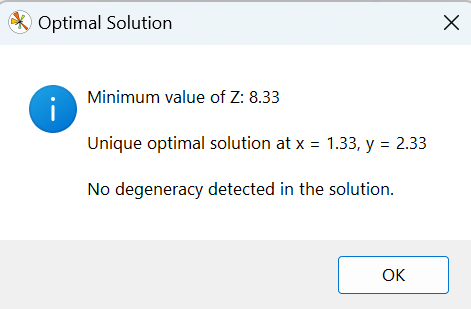 Optimal Solution
Minimum value of Z: 8.33
Unique optimal solution at x = 1.33, y = 2.33
No degeneracy detected in the solution.
OK